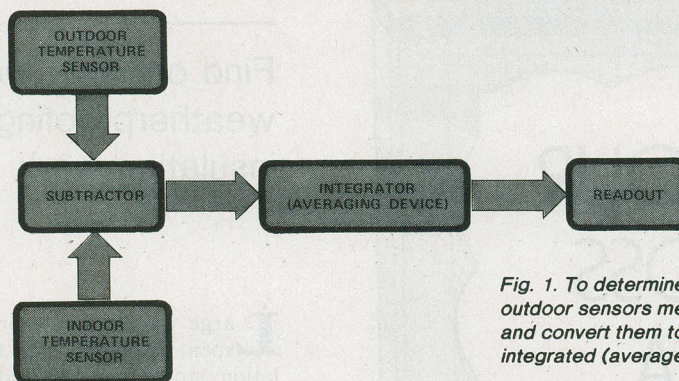 OUTDOOR
TEMPERATURE
SENSOR
SUBTRACTOR
INTEGRATOR
(AVERAGING DEVICE)
READOUT
INDOOR
TEMPERATURE
SENSOR
Fig. 1. To determine
outdoor sensors me
and convert them to
integrated (average